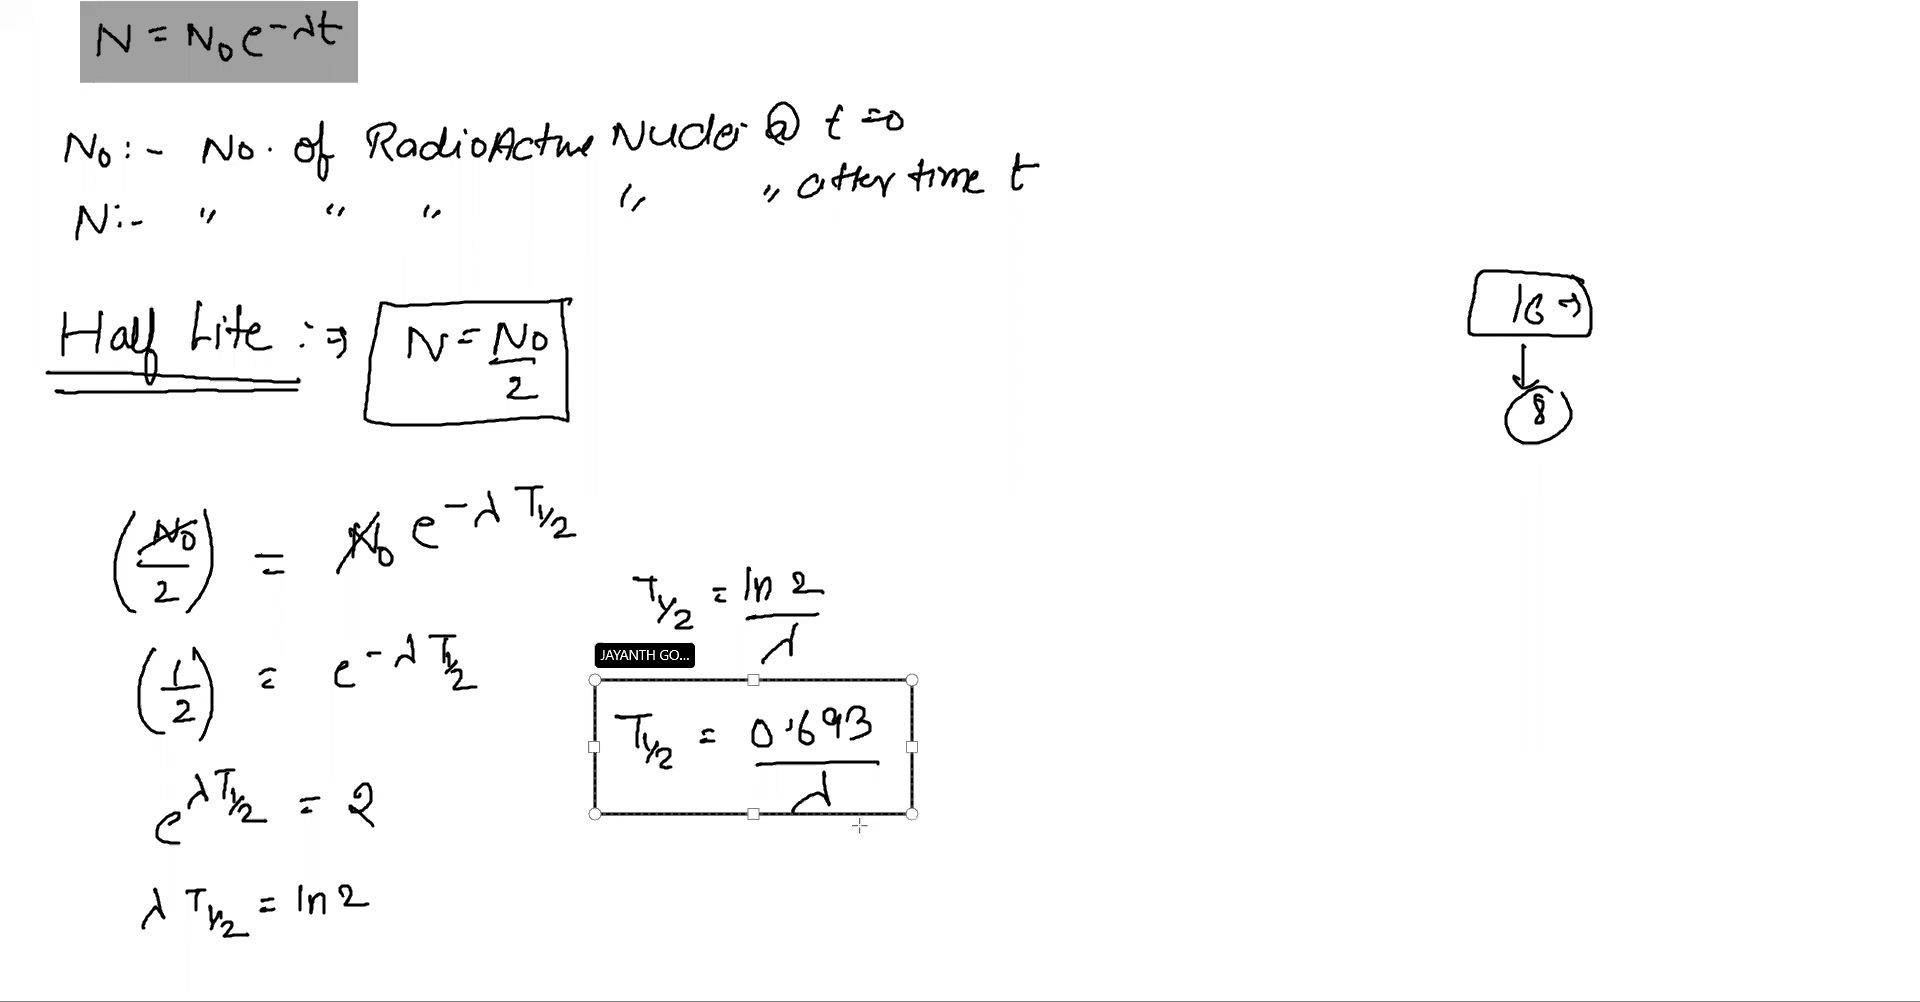 N = N₀e^-λt
N₀ :- No. of RadioActive Nuclei @ t=0
N:- " " " " " after time t
Half Life :⇒ N = N₀/2
16 →
8
(N₀/2) = N₀ e^-λ T1/2
(1/2) = e^-λ T1/2
e^λ T1/2 = 2
λ T1/2 = ln 2
T1/2 = ln 2/λ
JAYANTH GO...
T1/2 = 0.693/λ